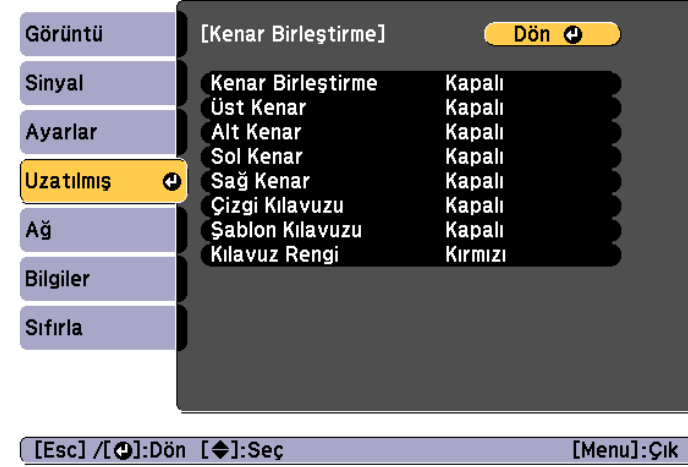 Görüntü
Sinyal
Ayarlar
Uzatılmış
Ağ
Bilgiler
Sıfırla
[Kenar Birleştirme] Dön
Kenar Birleştirme Kapalı
Üst Kenar Kapalı
Alt Kenar Kapalı
Sol Kenar Kapalı
Sağ Kenar Kapalı
Çizgi Kılavuzu Kapalı
Şablon Kılavuzu Kapalı
Kılavuz Rengi Kırmızı
[Esc] /[⏎]:Dön [◆]:Seç [Menu]:Çık